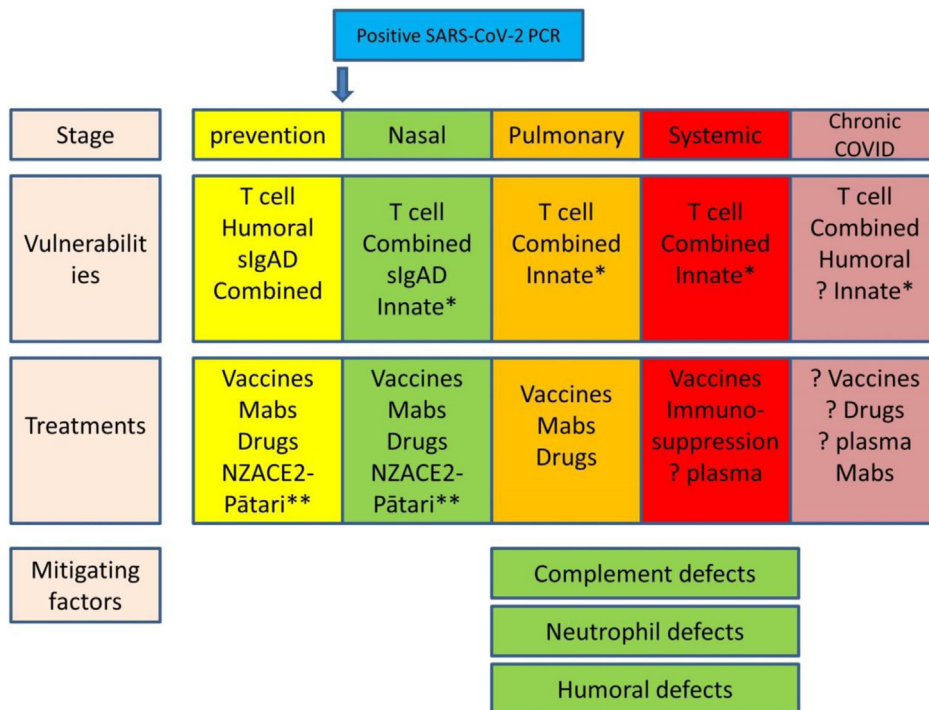 Positive SARS-CoV-2 PCR
Stage
prevention
Nasal
Pulmonary
Systemic
Chronic
COVID
Vulnerabilit
ies
T cell
Humoral
sIgAD
Combined
T cell
Combined
sIgAD
Innate*
T cell
Combined
Innate*
T cell
Combined
Innate*
T cell
Combined
Humoral
? Innate*
Treatments
Vaccines
Mabs
Drugs
NZACE2-
Pātari**
Vaccines
Mabs
Drugs
NZACE2-
Pātari**
Vaccines
Mabs
Drugs
Vaccines
Immuno-
suppression
? plasma
? Vaccines
? Drugs
? plasma
Mabs
Mitigating
factors
Complement defects
Neutrophil defects
Humoral defects